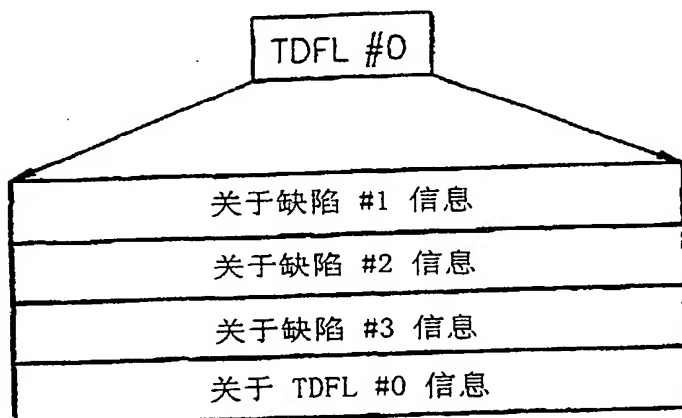 TDFL #0
关于缺陷 #1 信息
关于缺陷 #2 信息
关于缺陷 #3 信息
关于 TDFL #0 信息